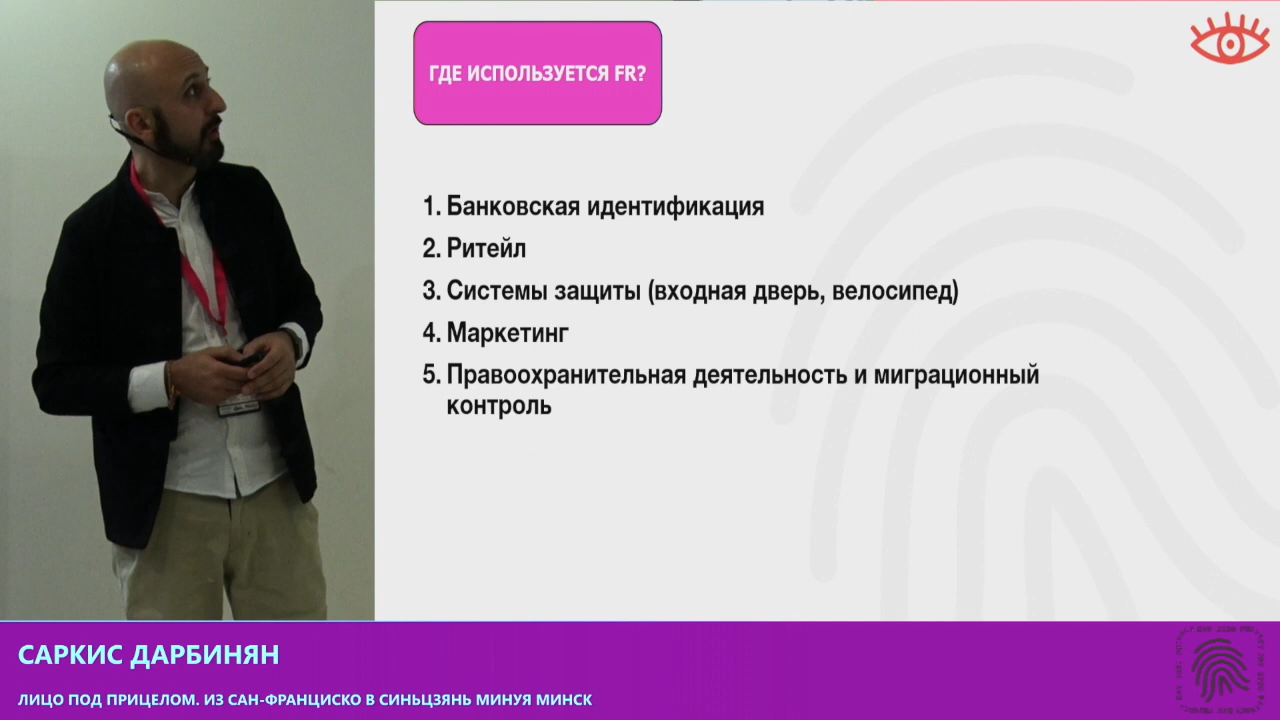 ГДЕ ИСПОЛЬЗУЕТСЯ FR?
1. Банковская идентификация
2. Ритейл
3. Системы защиты (входная дверь, велосипед)
4. Маркетинг
5. Правоохранительная деятельность и миграционный
контроль
САРКИС ДАРБИНЯН
ЛИЦО ПОД ПРИЦЕЛОМ. ИЗ САН-ФРАНЦИСКО В СИНЬЦЗЯНЬ МИНУЯ МИНСК